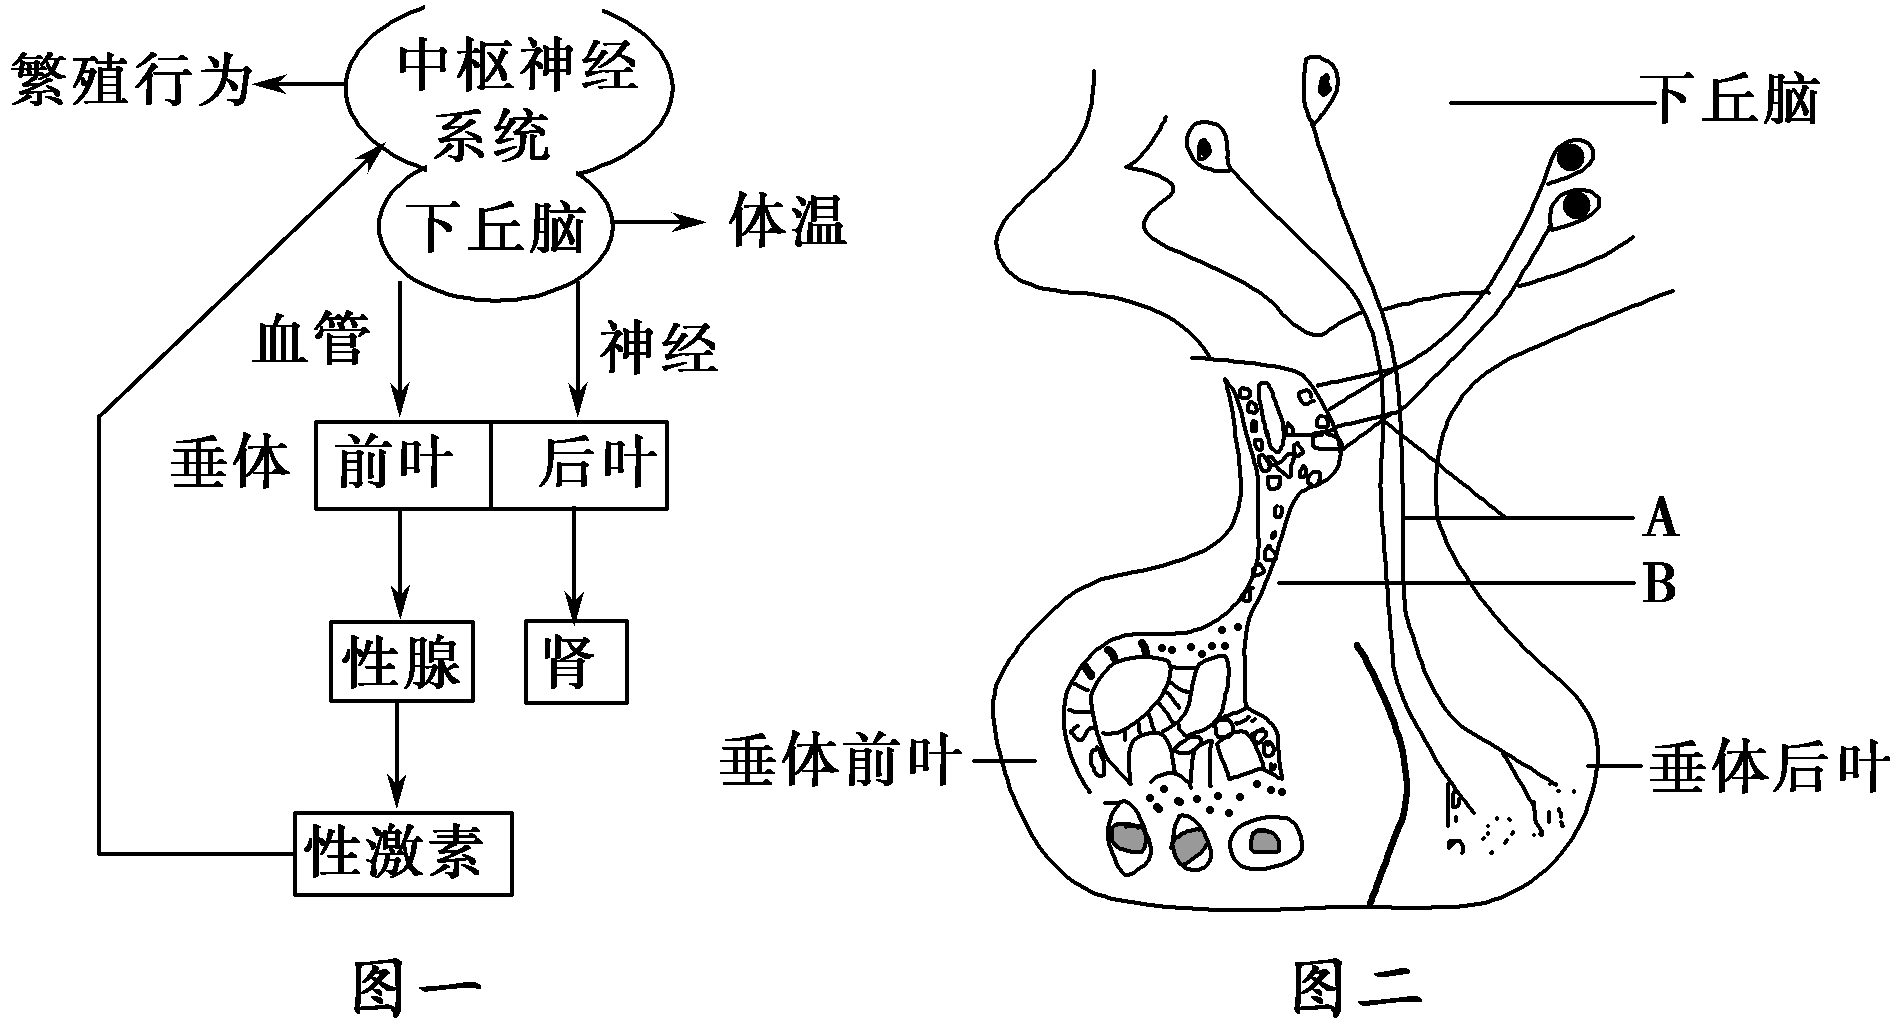 繁殖行为
中枢神经
系统
下丘脑
体温
血管
神经
垂体
前叶
后叶
性腺
肾
性激素
图一
下丘脑
A
B
垂体前叶
垂体后叶
图二